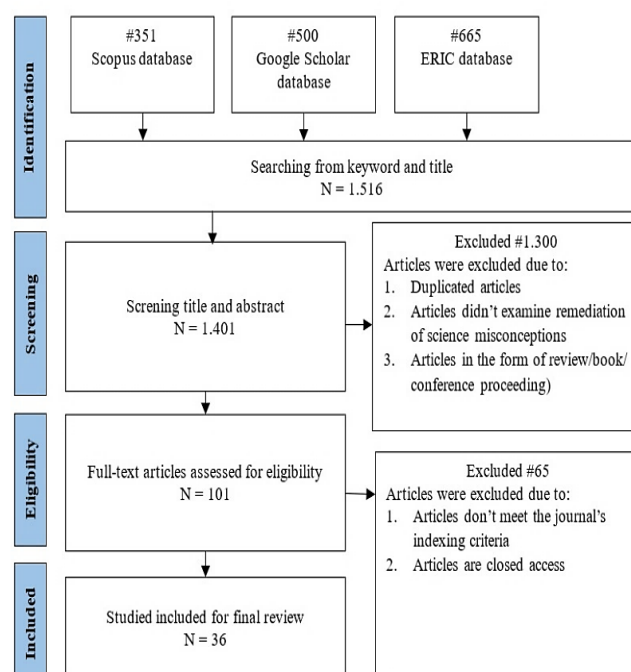 Identification
#351
Scopus database
#500
Google Scholar
database
#665
ERIC database
Searching from keyword and title
N = 1.516
Screening
Screning title and abstract
N = 1.401
Excluded #1.300
Articles were excluded due to:
1. Duplicated articles
2. Articles didn't examine remediation
of science misconceptions
3. Articles in the form of review/book/
conference proceeding)
Eligibility
Full-text articles assessed for eligibility
N = 101
Excluded #65
Articles were excluded due to:
1. Articles don't meet the journal's
indexing criteria
2. Articles are closed access
Included
Studied included for final review
N = 36